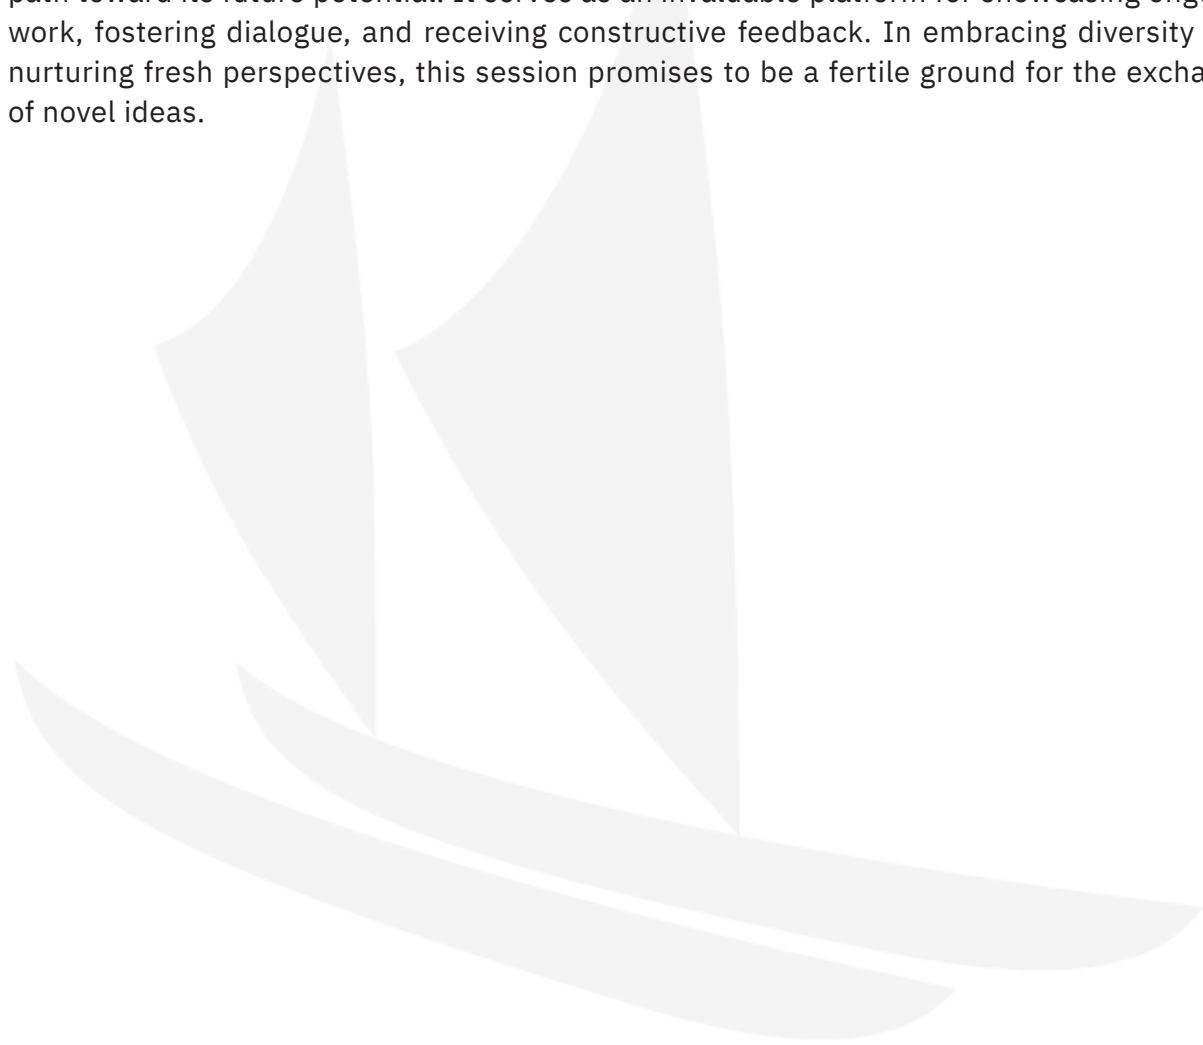 path toward its future potential. It serves as an invaluable platform for showcasing
work, fostering dialogue, and receiving constructive feedback. In embracing diversity
nurturing fresh perspectives, this session promises to be a fertile ground for the
of novel ideas.